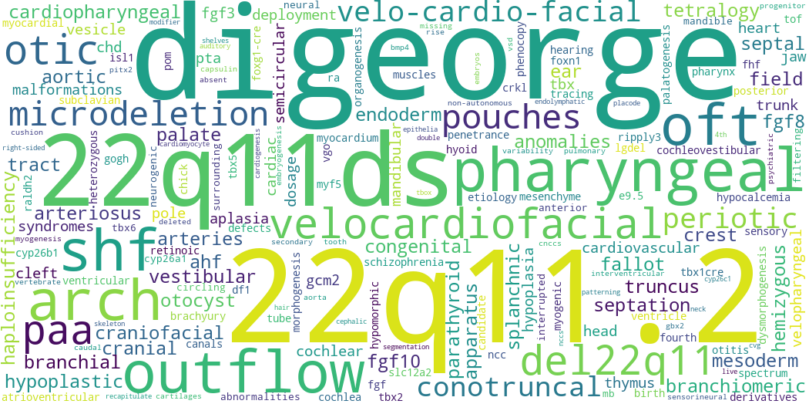 cardiopharyngeal
velo-cardio-facial
tetralogy
myocardial
modifier
fgf3
deployment
neural
missing
rise
mandible
progenitor
tof
vesicle
otic
chd
isl1
pta
pitx2
absent
shelves
auditory
capsulin
pom
digeorge
foxg1-cre
semicircular
organogenesis
ra
bmp4
muscles
crkl
embryos
phenocopy
vsd
hearing
foxn1
ear
tbx
tracing
palatogenesis
heart
septal
jaw
pharynx
fhf
field
posterior
aortic
malformations
subclavian
microdeletion
endoderm
non-autonomous
endolymphatic
placode
pouches
penetrance
oft
trunk
fgf8
4th
cushion
right-sided
22q11ds
palate
heterozygous
gogh
neurogenic
chick
surrounding
tbx5
cardiomyocyte
cardiogenesis
cardiac
myogenesis
dosage
vgo
myocardium
myf5
mandibular
epithelia
double
hyoid
tbox
etiology
variability
pulmonary
mesenchyme
anomalies
ripply3
lgdel
e9.5
cochleovestibular
psychiatric
filtering
pharyngeal
hypocalcemia
anterior
tract
raldh2
arteriosus
syndromes
tbx6
pole
deleted
aplasia
defects
velocardiofacial
periotic
haploinsufficiency
cyp26b1
myogenesis
retinoic
shf
arteries
cyp26a1
ahf
secondary
tooth
congenital
schizophrenia
cnccs
crest
sensory
cardiovascular
interventricular
tbx1cre
cyp26c1
velopharyngeal
cleft
vertebrate
ventricular
vestibular
circling
df1
otocyst
brachyury
hair
tube
morphogenesis
aorta
gcm2
hypomorphic
cephalic
22q11.2
parathyroid
apparatus
candidate
splanchnic
hypoplasia
interrupted
myogenic
fallot
truncus
septation
patterning
neck
ventricle
gbx2
fourth
dysmorphogenesis
hemizygous
arch
paa
skeleton
caudal
craniofacial
cranial
canals
branchial
cochlear
segmentation
fgf10
ncc
nccs
head
cvg
otitis
mesoderm
del22q11
live
spectrum
hypoplastic
outflow
fgf
slc12a2
conotruncal
thymus
branchiomeric
atrioventricular
recapitulate
cartilages
abnormalities
cochlea
tbx2
mb
birth
sensorineural
derivatives